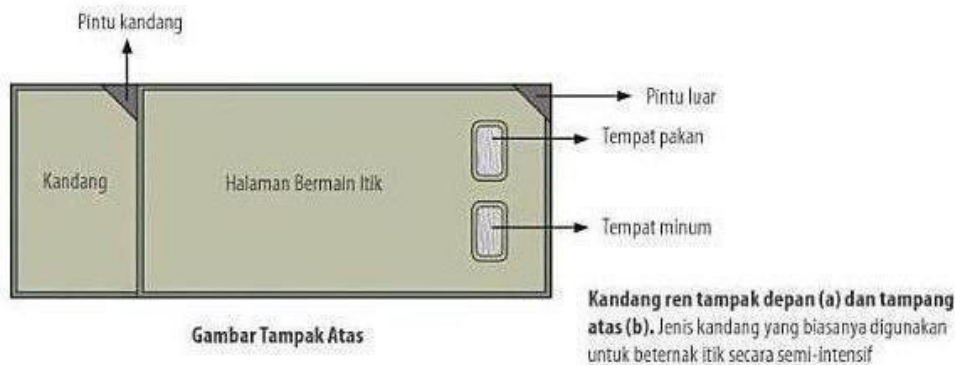 Pintu kandang
Pintu luar
Tempat pakan
Kandang
Halaman Bermain Itik
Tempat minum
Gambar Tampak Atas
Kandang ren tampak depan (a) dan tampang
atas (b). Jenis kandang yang biasanya digunakan
untuk beternak itik secara semi-intensif